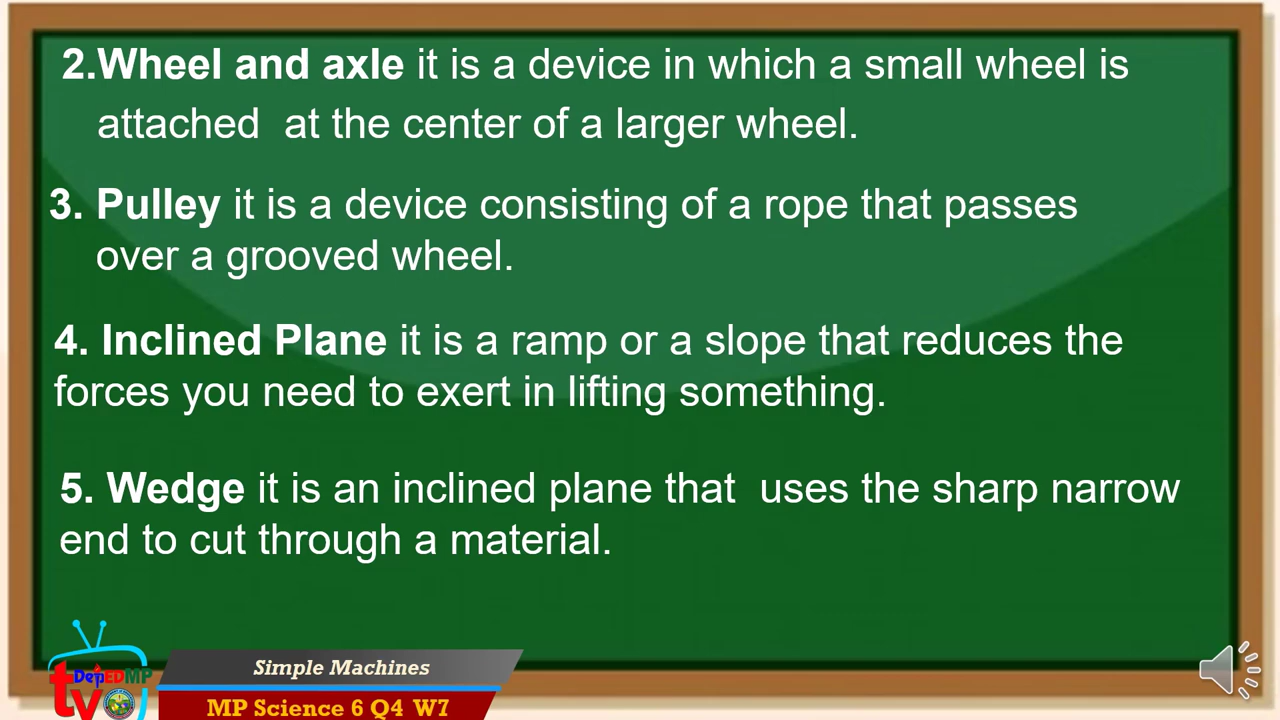 2.Wheel and axle it is a device in which a small wheel is
attached at the center of a larger wheel.
3. Pulley it is a device consisting of a rope that passes
over a grooved wheel.
4. Inclined Plane it is a ramp or a slope that reduces the
forces you need to exert in lifting something.
5. Wedge it is an inclined plane that uses the sharp narrow
end to cut through a material.
DepEDMP
tv
Simple Machines
MP Science 6 Q4 W7